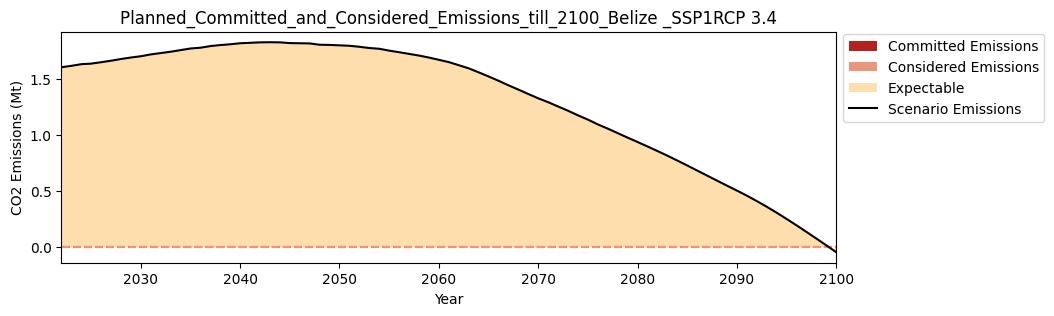 Planned_Committed_and_Considered_Emissions_till_2100_Belize _SSP1RCP 3.4
Committed Emissions
Considered Emissions
Expectable
Scenario Emissions
CO2 Emissions (Mt)
1.5
1.0
0.5
0.0
2030 2040 2050 2060 2070 2080 2090 2100
Year